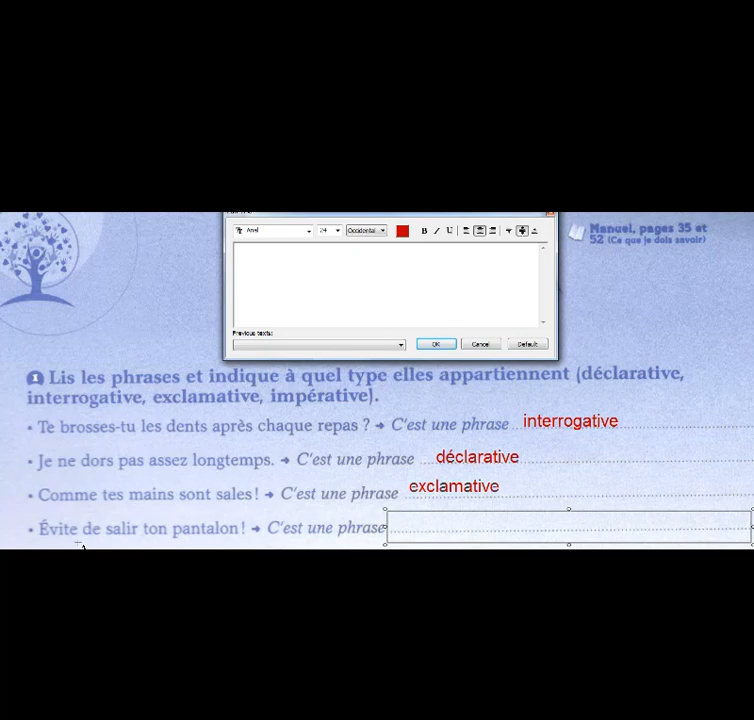 Arial 24 Occidental B I U
Manuel, pages 35 et
52 (Ce que je dois savoir)
Previous texts:
OK Cancel Default
1 Lis les phrases et indique à quel type elles appartiennent (déclarative,
interrogative, exclamative, impérative).
• Te brosses-tu les dents après chaque repas ? → C'est une phrase interrogative
• Je ne dors pas assez longtemps. → C'est une phrase déclarative
• Comme tes mains sont sales ! → C'est une phrase exclamative
• Évite de salir ton pantalon ! → C'est une phrase